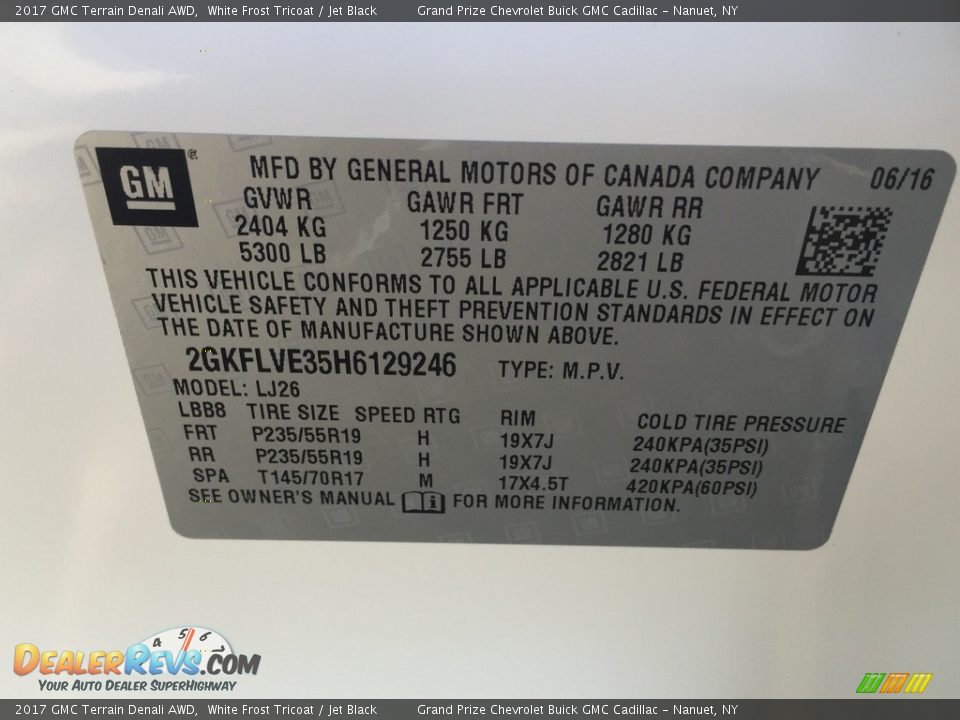 2017 GMC Terrain Denali AWD, White Frost Tricoat / Jet Black Grand Prize Chevrolet Buick GMC Cadillac - Nanuet, NY
GM ® MFD BY GENERAL MOTORS OF CANADA COMPANY 06/16
GVWR GAWR FRT GAWR RR
2404 KG 1250 KG 1280 KG
5300 LB 2755 LB 2821 LB
THIS VEHICLE CONFORMS TO ALL APPLICABLE U.S. FEDERAL MOTOR
VEHICLE SAFETY AND THEFT PREVENTION STANDARDS IN EFFECT ON
THE DATE OF MANUFACTURE SHOWN ABOVE.
2GKFLVE35H6129246 TYPE: M.P.V.
MODEL: LJ26
LBB8 TIRE SIZE SPEED RTG RIM COLD TIRE PRESSURE
FRT P235/55R19 H 19X7J 240KPA(35PSI)
RR P235/55R19 H 19X7J 240KPA(35PSI)
SPA T145/70R17 M 17X4.5T 420KPA(60PSI)
SEE OWNER'S MANUAL i FOR MORE INFORMATION.
4 5 6
DEALERREVS.COM
YOUR AUTO DEALER SUPERHIGHWAY
2017 GMC Terrain Denali AWD, White Frost Tricoat / Jet Black Grand Prize Chevrolet Buick GMC Cadillac - Nanuet, NY